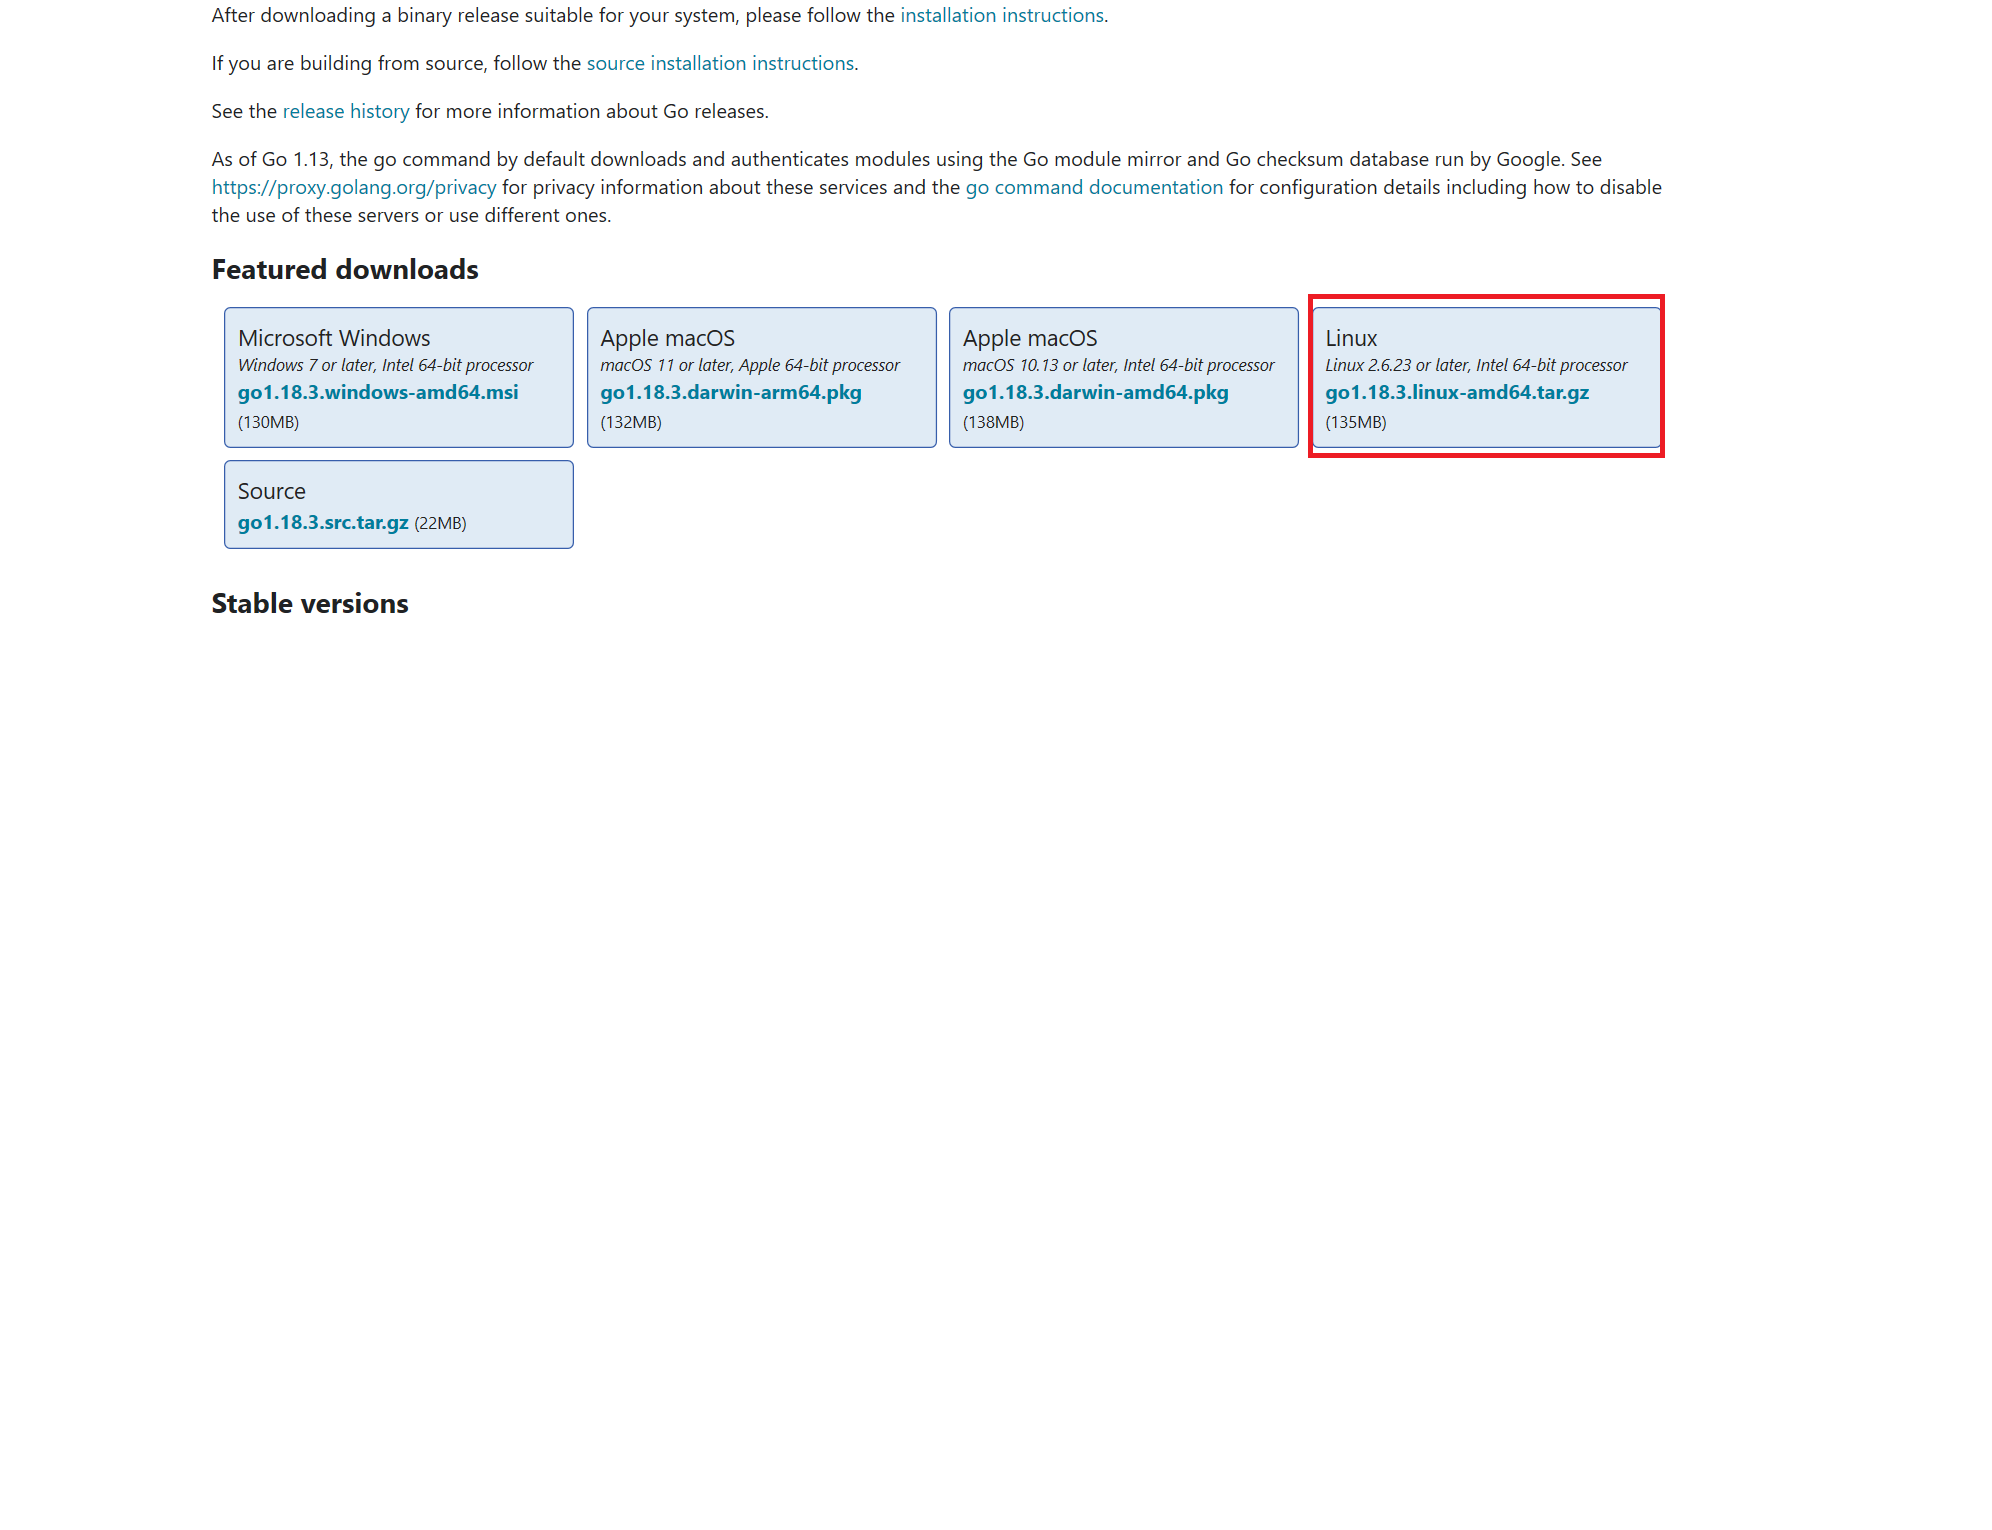 After downloading a binary release suitable for your system, please follow the installation instructions.
If you are building from source, follow the source installation instructions.
See the release history for more information about Go releases.
As of Go 1.13, the go command by default downloads and authenticates modules using the Go module mirror and Go checksum database run by Google. See
https://proxy.golang.org/privacy for privacy information about these services and the go command documentation for configuration details including how to disable
the use of these servers or use different ones.
Featured downloads
Microsoft Windows
Windows 7 or later, Intel 64-bit processor
go1.18.3.windows-amd64.msi
(130MB)
Apple macOS
macOS 11 or later, Apple 64-bit processor
go1.18.3.darwin-arm64.pkg
(132MB)
Apple macOS
macOS 10.13 or later, Intel 64-bit processor
go1.18.3.darwin-amd64.pkg
(138MB)
Linux
Linux 2.6.23 or later, Intel 64-bit processor
go1.18.3.linux-amd64.tar.gz
(135MB)
Source
go1.18.3.src.tar.gz (22MB)
Stable versions